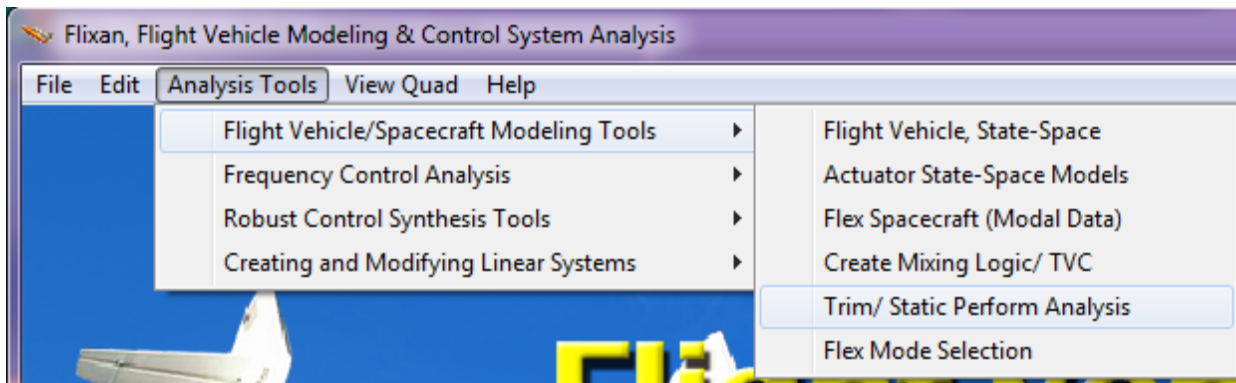 Flixan, Flight Vehicle Modeling & Control System Analysis
File Edit Analysis Tools View Quad Help
Flight Vehicle/Spacecraft Modeling Tools
Frequency Control Analysis
Robust Control Synthesis Tools
Creating and Modifying Linear Systems
Flight Vehicle, State-Space
Actuator State-Space Models
Flex Spacecraft (Modal Data)
Create Mixing Logic/ TVC
Trim/ Static Perform Analysis
Flex Mode Selection